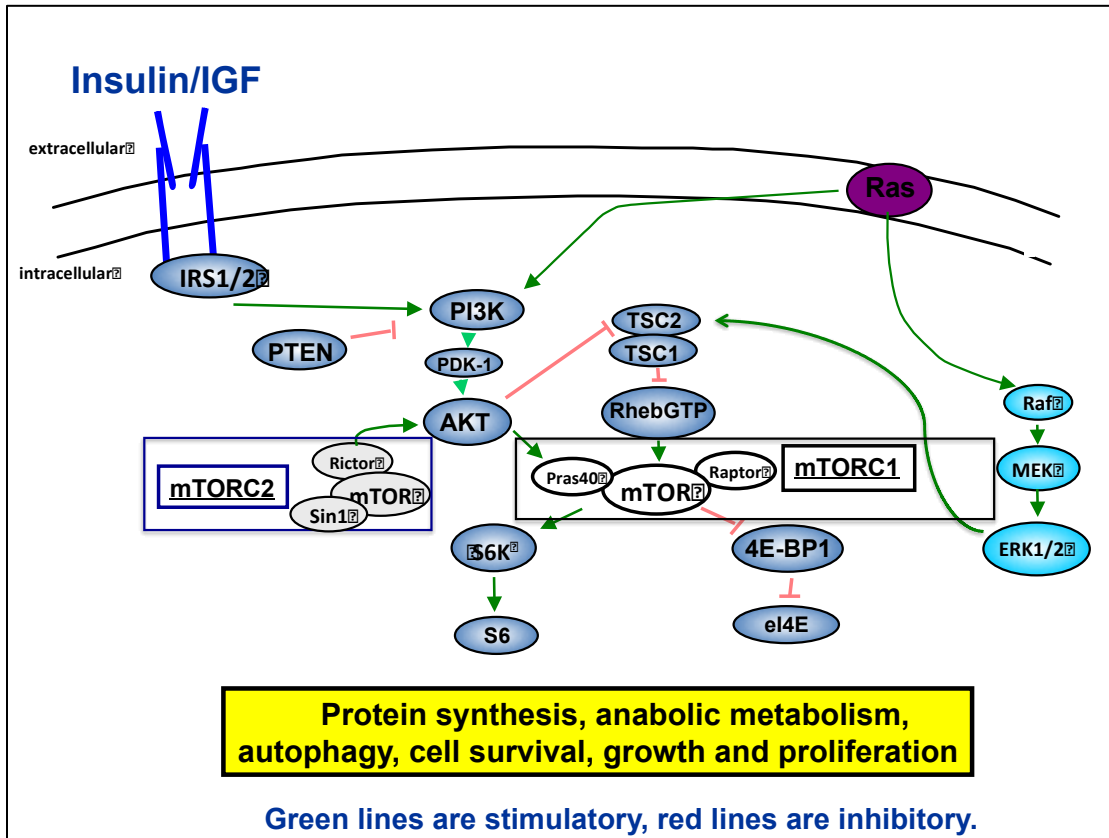 Insulin/IGF
extracellular⍰
Ras
intracellular⍰
IRS1/2⍰
PI3K
TSC2
PTEN
TSC1
PDK-1
Raf⍰
RhebGTP
AKT
Rictor⍰
mTORC2
mTOR⍰
Sin1⍰
Pras40⍰
mTOR⍰
Raptor⍰
mTORC1
MEK⍰
⍰S6K⍰
4E-BP1
ERK1/2⍰
S6
eI4E
Protein synthesis, anabolic metabolism,
autophagy, cell survival, growth and proliferation
Green lines are stimulatory, red lines are inhibitory.